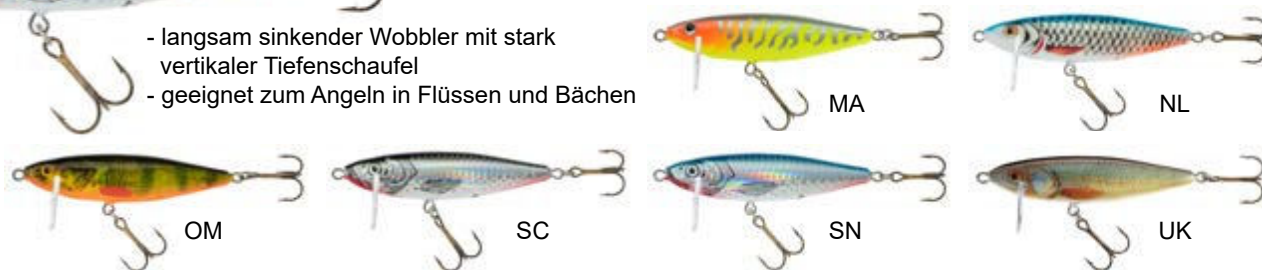 - langsam sinkender Wobbler mit stark
vertikaler Tiefenschaufel
- geeignet zum Angeln in Flüssen und Bächen
MA
NL
OM
SC
SN
UK